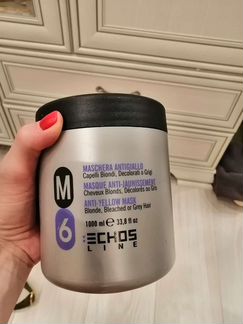 M
6
MASCHERA ANTIGIALLO
Capelli Biondi, Decolorati o Grigi
MASQUE ANTI-JAUNISSEMENT
Cheveux Blonds, Décolorés ou Gris
ANTI-YELLOW MASK
Blonde, Bleached or Grey Hair
1000 ml ℮ 33,8 fl oz
ECHOS
LINE